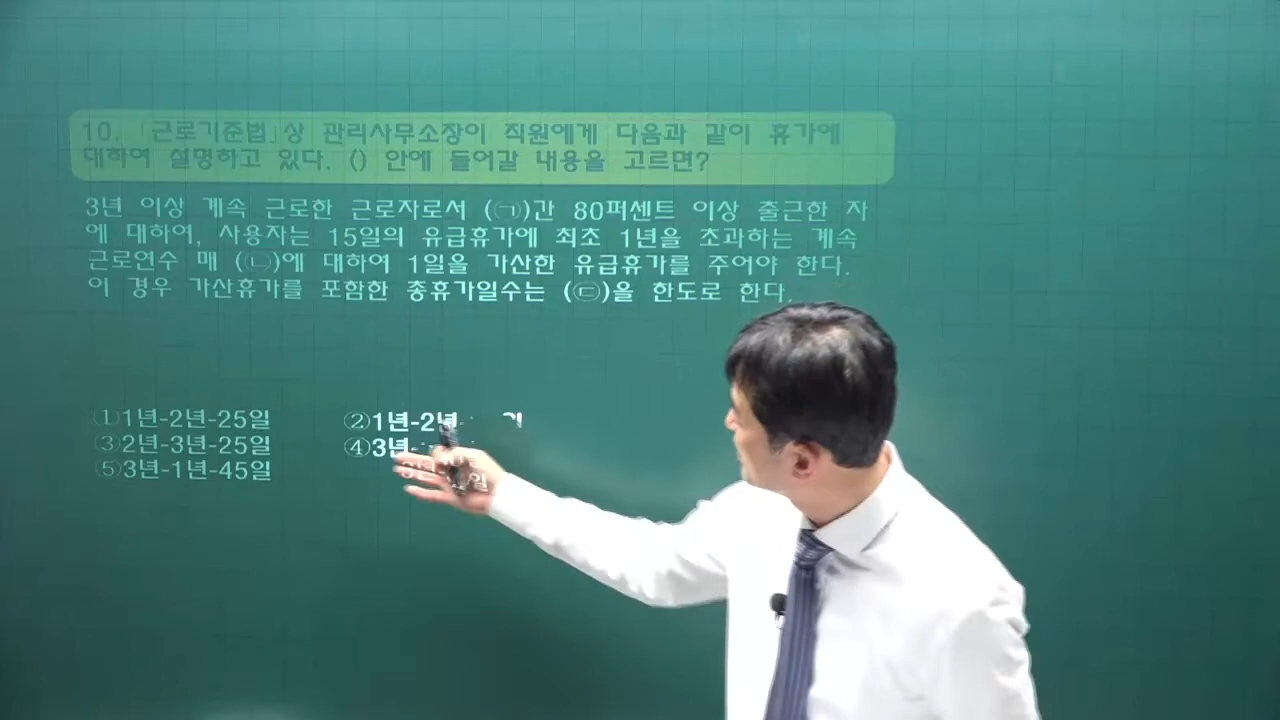 10. 「근로기준법」상 관리사무소장이 직원에게 다음과 같이 휴가에
대하여 설명하고 있다. () 안에 들어갈 내용을 고르면?
3년 이상 계속 근로한 근로자로서 (㉠)간 80퍼센트 이상 출근한 자
에 대하여, 사용자는 15일의 유급휴가에 최초 1년을 초과하는 계속
근로연수 매 (㉡)에 대하여 1일을 가산한 유급휴가를 주어야 한다.
이 경우 가산휴가를 포함한 총휴가일수는 (㉢)을 한도로 한다.
①1년-2년-25일 ②1년-2년
③2년-3년-25일 ④3년-
⑤3년-1년-45일